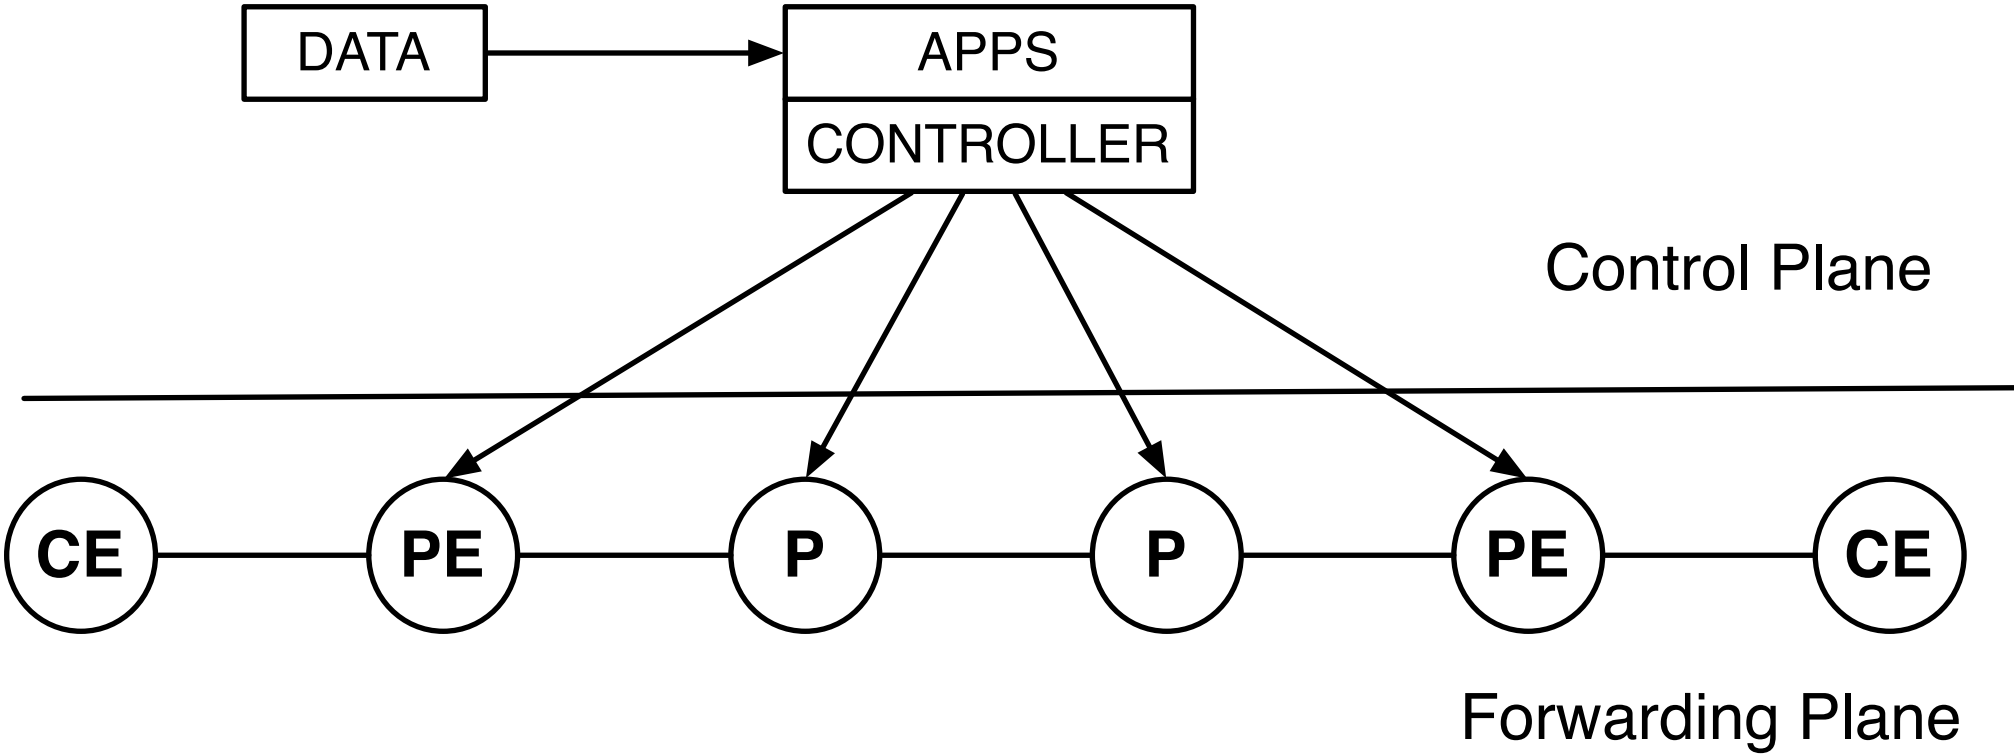 DATA
APPS
CONTROLLER
Control Plane
CE PE P P PE CE
Forwarding Plane